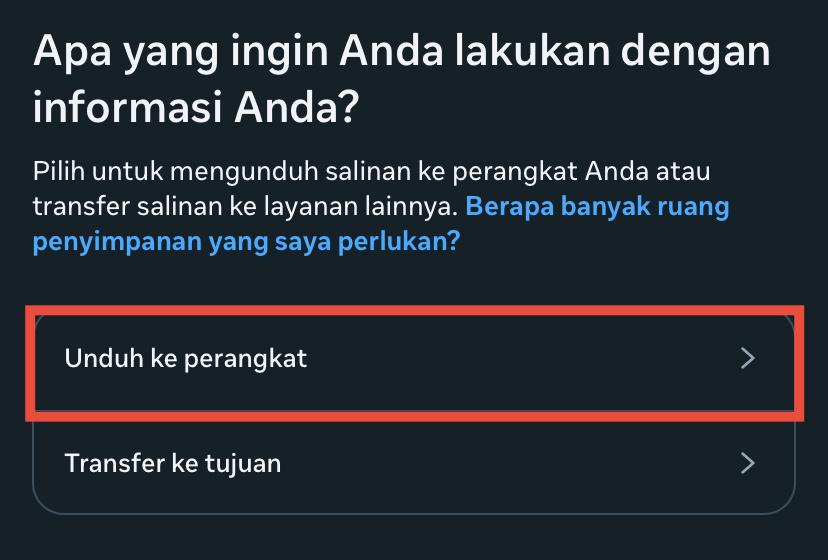 Apa yang ingin Anda lakukan dengan
informasi Anda?
Pilih untuk mengunduh salinan ke perangkat Anda atau
transfer salinan ke layanan lainnya. Berapa banyak ruang
penyimpanan yang saya perlukan?
Unduh ke perangkat
Transfer ke tujuan